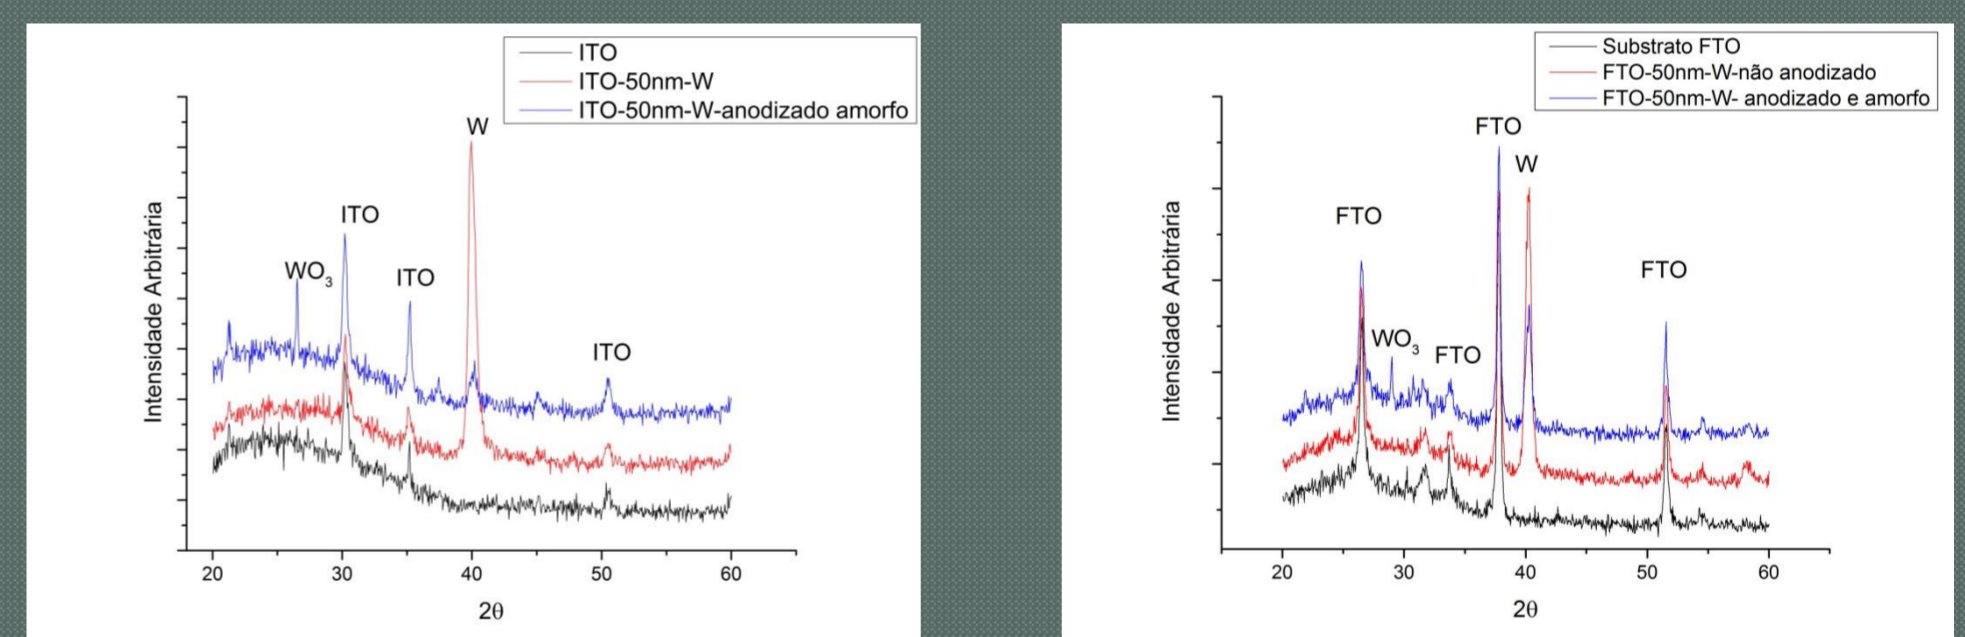 ITO
ITO-50nm-W
ITO-50nm-W-anodizado amorfo
W
ITO
WO3
ITO
ITO
Intensidade Arbitrária
20 30 40 50 60
2θ
Substrato FTO
FTO-50nm-W-não anodizado
FTO-50nm-W- anodizado e amorfo
FTO
W
FTO
FTO
WO3
FTO
Intensidade Arbitrária
20 30 40 50 60
2θ